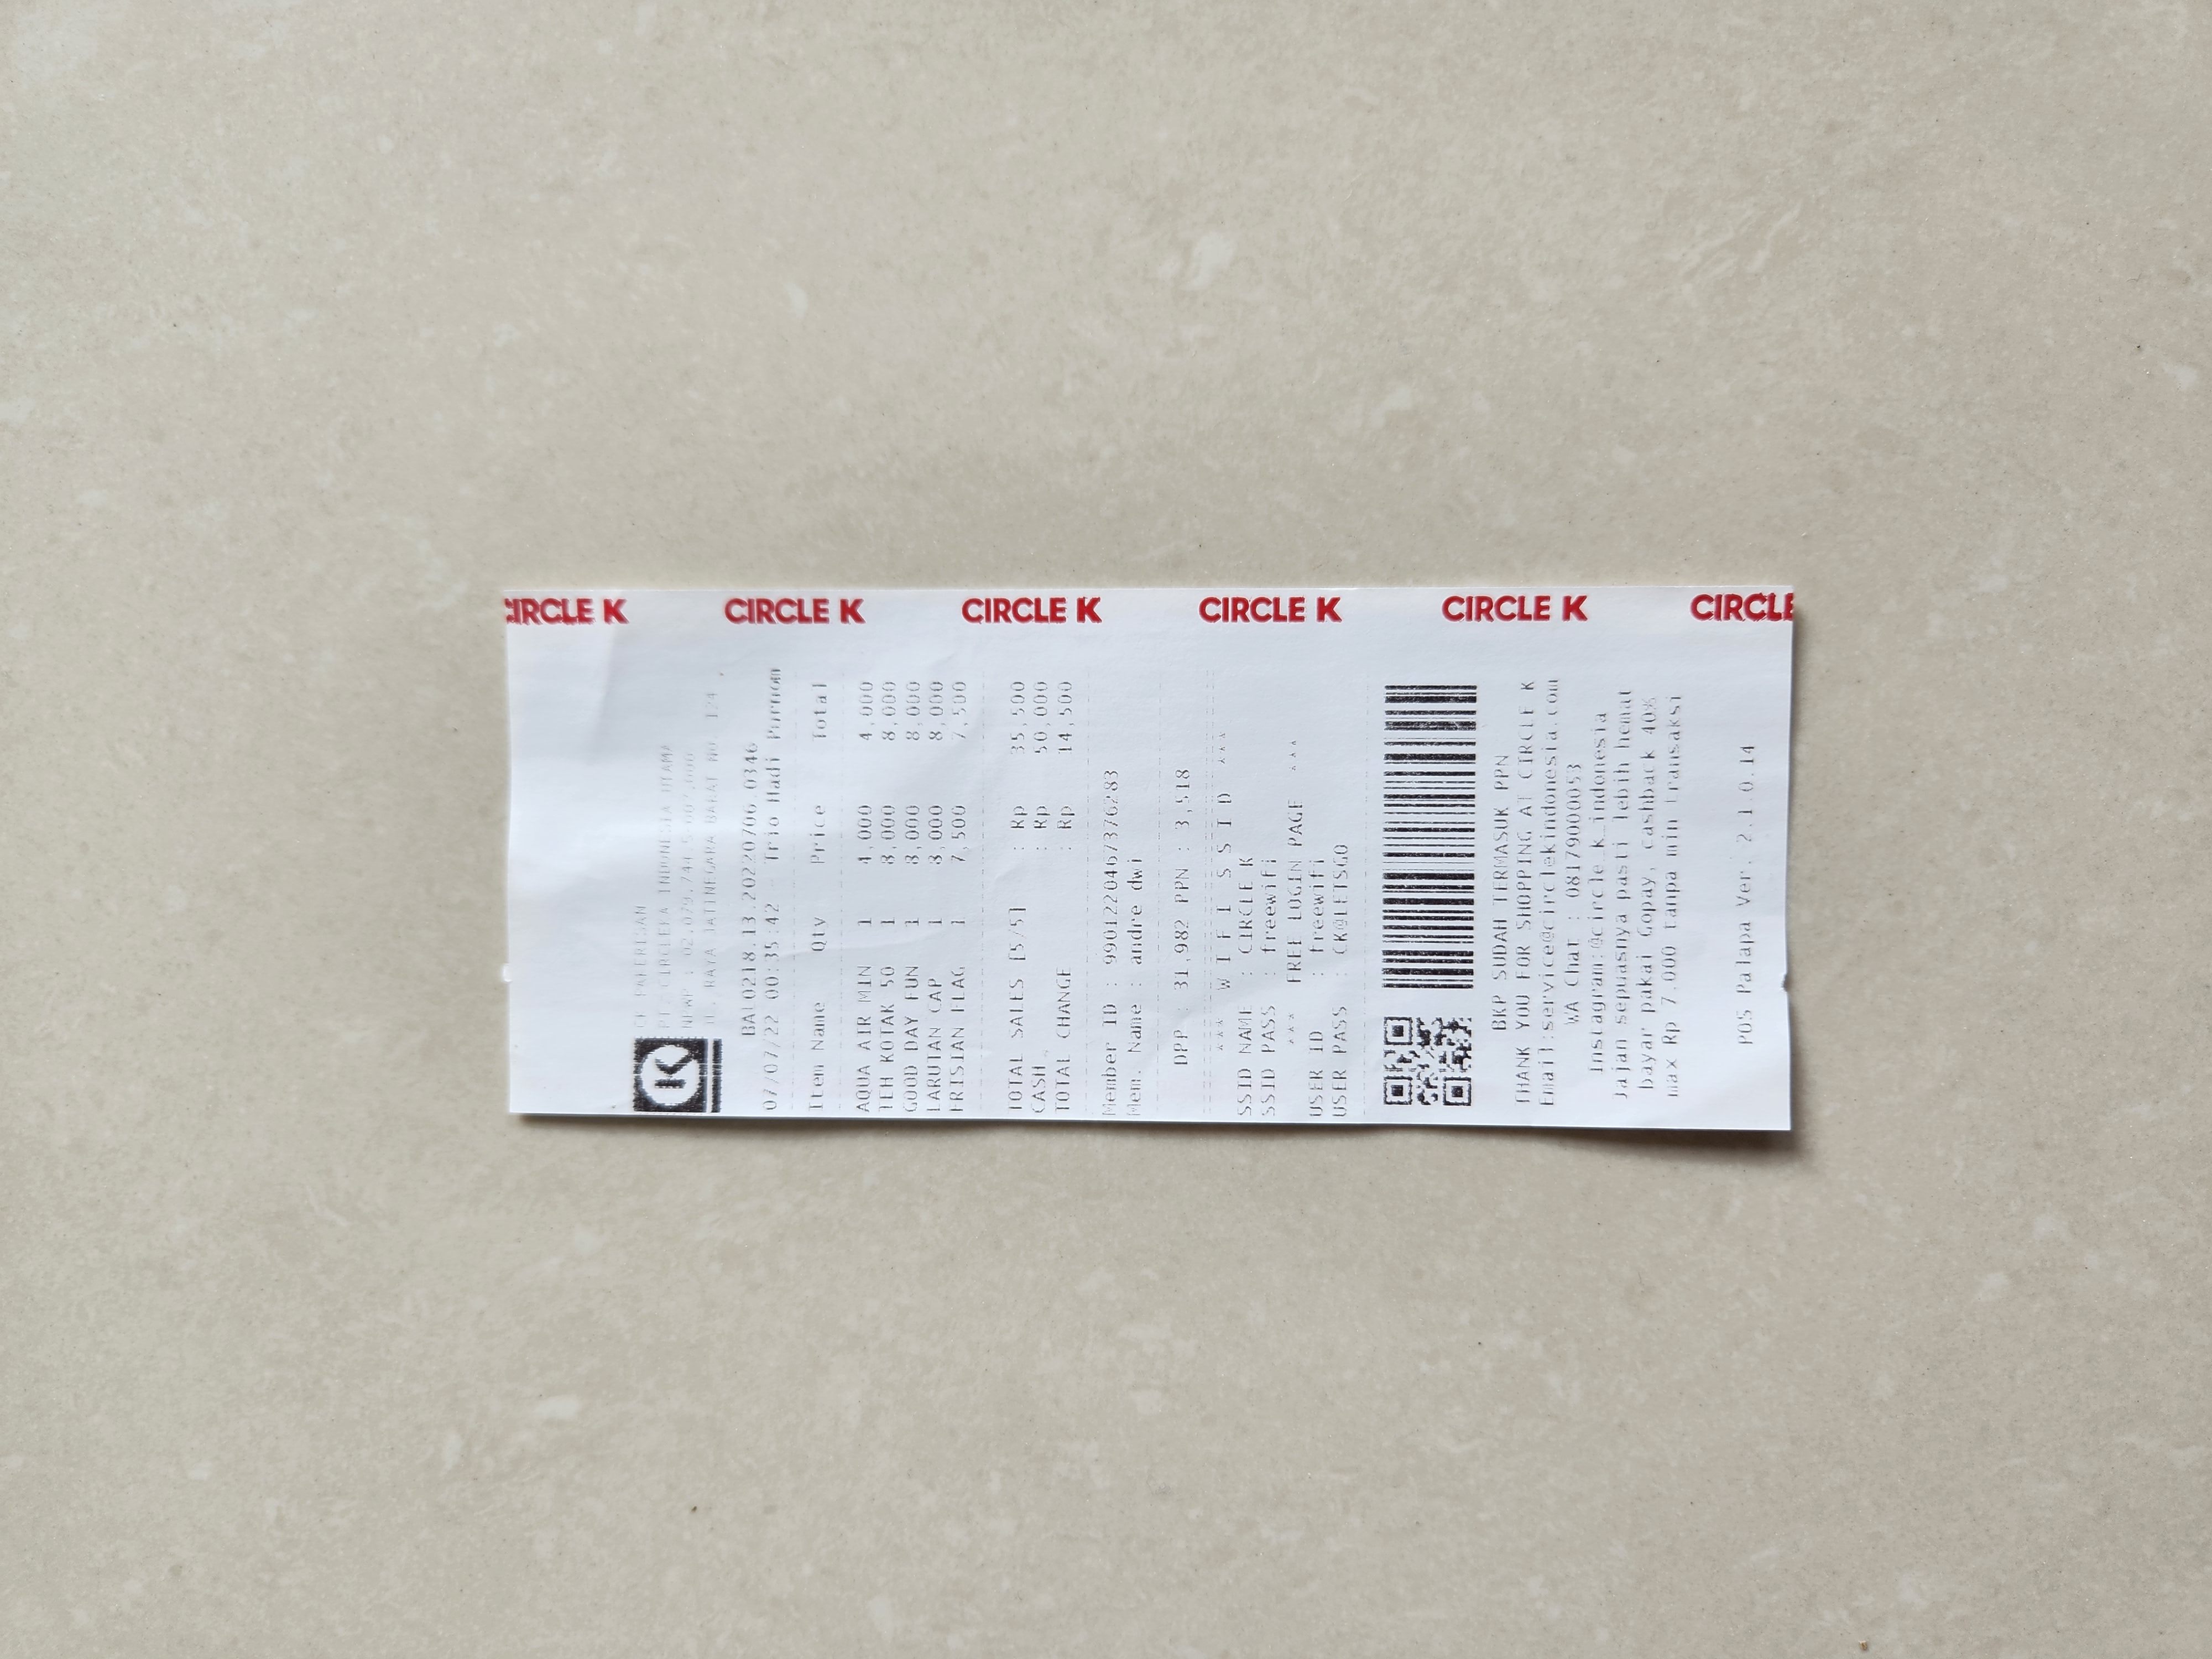 K
CK PAKERISAN
PT. CIRCLEKA INDONESIA UTAMA
NPWP : 02.079.744.5-007.000
JL. RAYA JATINEGARA BARAT NO. 124
BAL0218.13.20220706.0346
07/07/22 00:35:42 - Trio Hadi Purnom
Item Name Qty Price Total
AQUA AIR MIN 1 4,000 4,000
TEH KOTAK 50 1 8,000 8,000
GOOD DAY FUN 1 8,000 8,000
LARUTAN CAP 1 8,000 8,000
FRISIAN FLAG 1 7,500 7,500
TOTAL SALES [5/5] : Rp 35,500
CASH : Rp 50,000
TOTAL CHANGE : Rp 14,500
Member ID : 9901220467376283
Mem. Name : andre dwi
DPP : 31,982 PPN : 3,518
*** W I F I S S I D ***
SSID NAME : CIRCLE K
SSID PASS : freewifi
*** FREE LOGIN PAGE ***
USER ID : freewifi
USER PASS : CK@LETSGO
BKP SUDAH TERMASUK PPN
THANK YOU FOR SHOPPING AT CIRCLE K
Email:service@circlekindonesia.com
WA Chat : 08179000053
Instagram:@circle_k_indonesia
Jajan sepuasnya pasti lebih hemat
bayar pakai Gopay, cashback 40%
max Rp 7.000 tanpa min transaksi
POS Palapa Ver. 2.1.0.14
CIRCLE K
CIRCLE K
CIRCLE K
CIRCLE K
CIRCLE K
CIRCLE